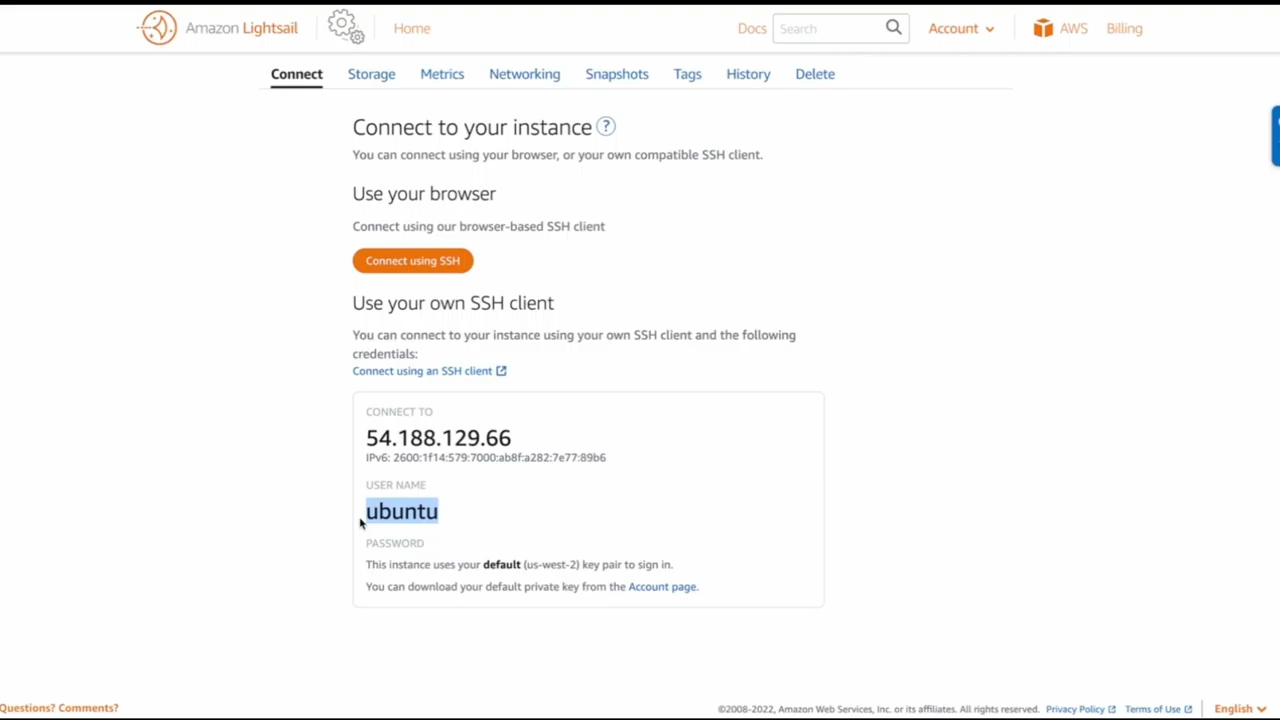 Amazon Lightsail Home Docs Search Account AWS Billing
Connect Storage Metrics Networking Snapshots Tags History Delete
Connect to your instance ?
You can connect using your browser, or your own compatible SSH client.
Use your browser
Connect using our browser-based SSH client
Connect using SSH
Use your own SSH client
You can connect to your instance using your own SSH client and the following
credentials:
Connect using an SSH client
CONNECT TO
54.188.129.66
IPv6: 2600:1f14:579:7000:ab8f:a282:7e77:89b6
USER NAME
ubuntu
PASSWORD
This instance uses your default (us-west-2) key pair to sign in.
You can download your default private key from the Account page.
Questions? Comments? ©2008-2022, Amazon Web Services, Inc. or its affiliates. All rights reserved. Privacy Policy Terms of Use English